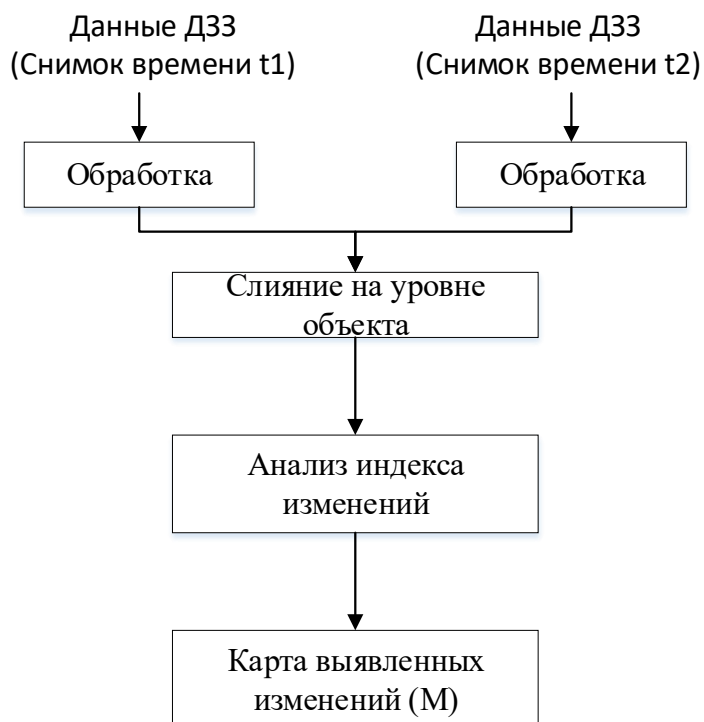 Данные ДЗЗ
(Снимок времени t1)
Данные ДЗЗ
(Снимок времени t2)
Обработка
Обработка
Слияние на уровне
объекта
Анализ индекса
изменений
Карта выявленных
изменений (М)